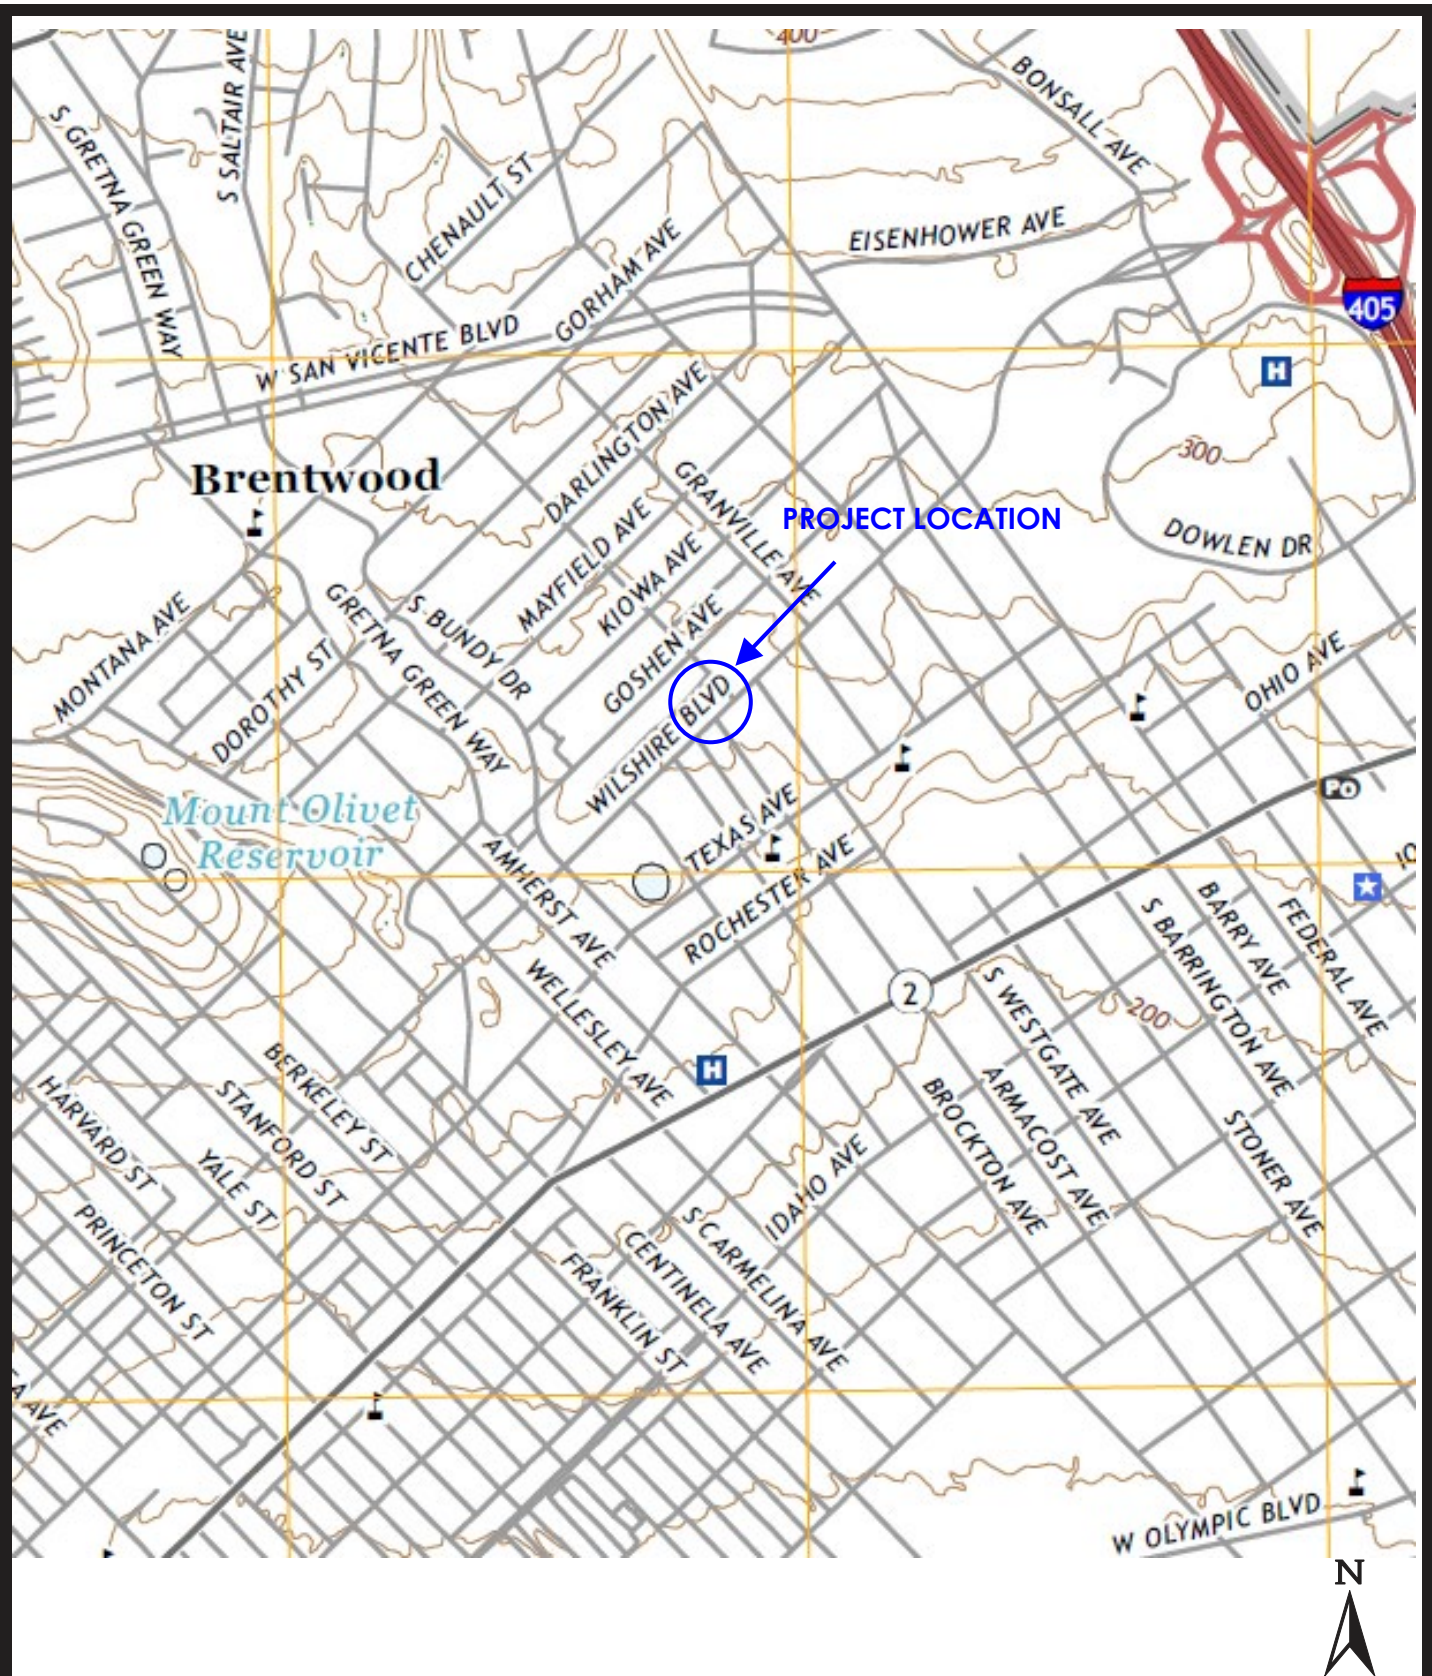 400
BONSALL AVE
S SALTAIR AVE
S GRETNA GREEN WAY
CHENAULT ST
EISENHOWER AVE
GORHAM AVE
405
W SAN VICENTE BLVD
H
DARLINGTON AVE
300
Brentwood
GRANVILLE AVE
PROJECT LOCATION
MAYFIELD AVE
DOWLEN DR
KIOWA AVE
MONTANA AVE
GRETNA GREEN WAY
S BUNDY DR
GOSHEN AVE
DOROTHY ST
OHIO AVE
WILSHIRE BLVD
PO
Mount Olivet
Reservoir
TEXAS AVE
ROCHESTER AVE
AMHERST AVE
IO
BARRY AVE
FEDERAL AVE
S BARRINGTON AVE
WELLESLEY AVE
2
S WESTGATE AVE
200
H
BERKELEY ST
STANFORD ST
HARVARD ST
YALE ST
BROCKTON AVE
ARMACOST AVE
STONER AVE
IDAHO AVE
PRINCETON ST
S CARMELINA AVE
CENTINELA AVE
FRANKLIN ST
A AVE
W OLYMPIC BLVD
N